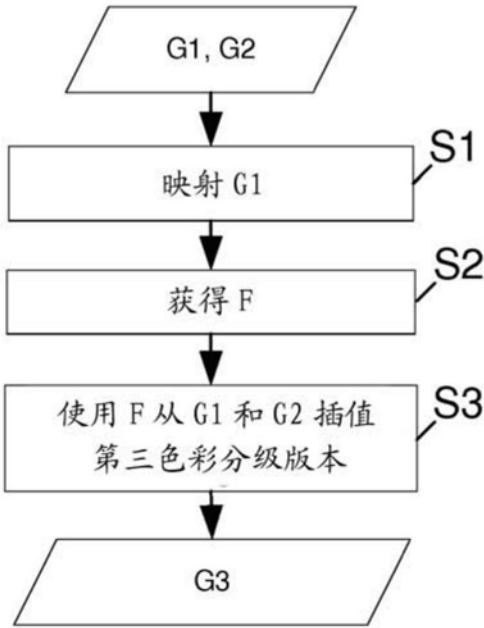 G1, G2
映射 G1
S1
获得 F
S2
使用 F 从 G1 和 G2 插值
第三色彩分级版本
S3
G3